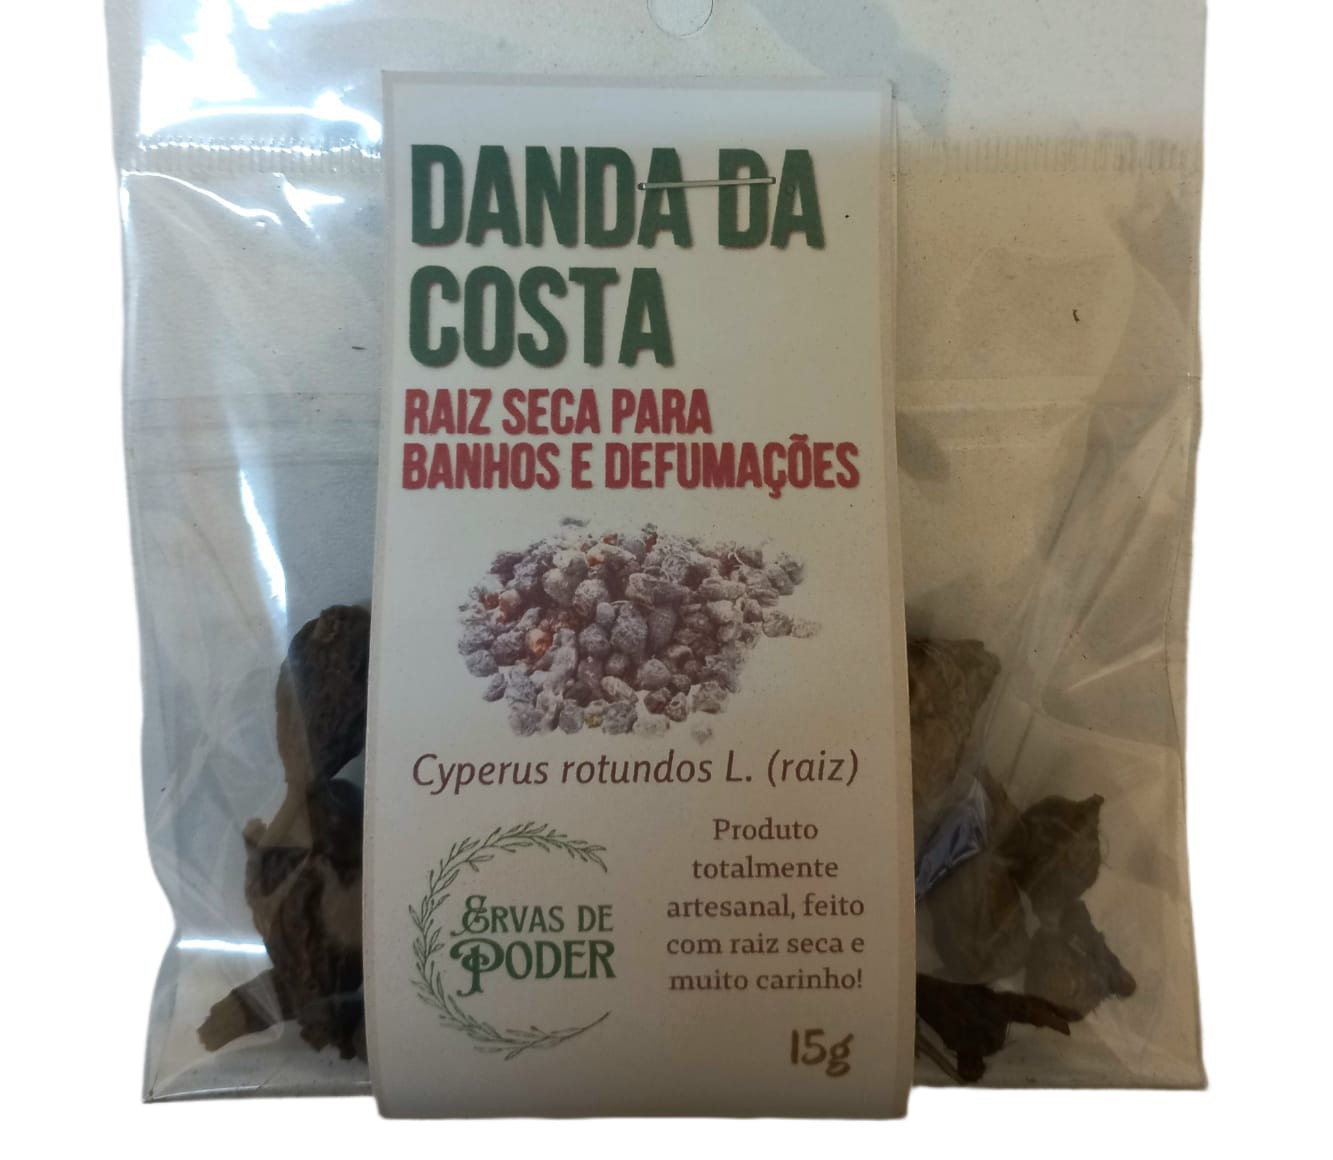 DANDA DA
COSTA
RAIZ SECA PARA
BANHOS E DEFUMAÇÕES
Cyperus rotundos L. (raiz)
ERVAS DE
PODER
Produto
totalmente
artesanal, feito
com raiz seca e
muito carinho!
15g